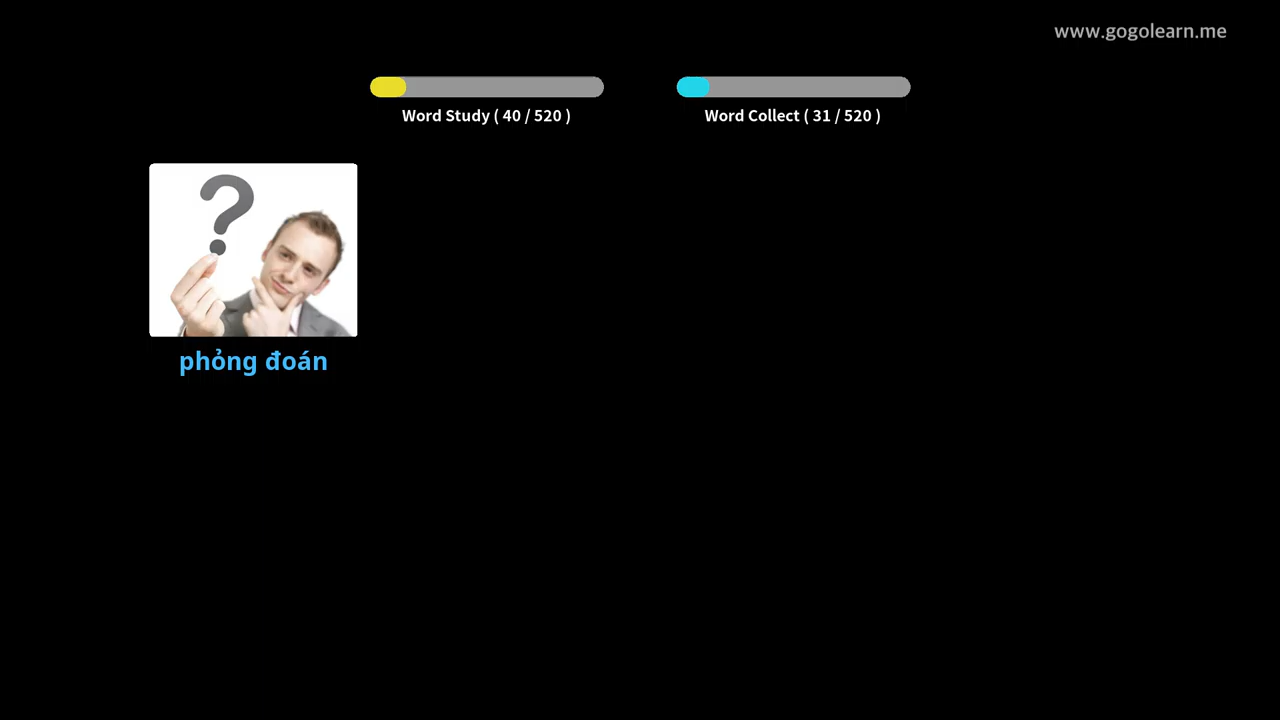 www.gogolearn.me
Word Study ( 40 / 520 )
Word Collect ( 31 / 520 )
?
phỏng đoán